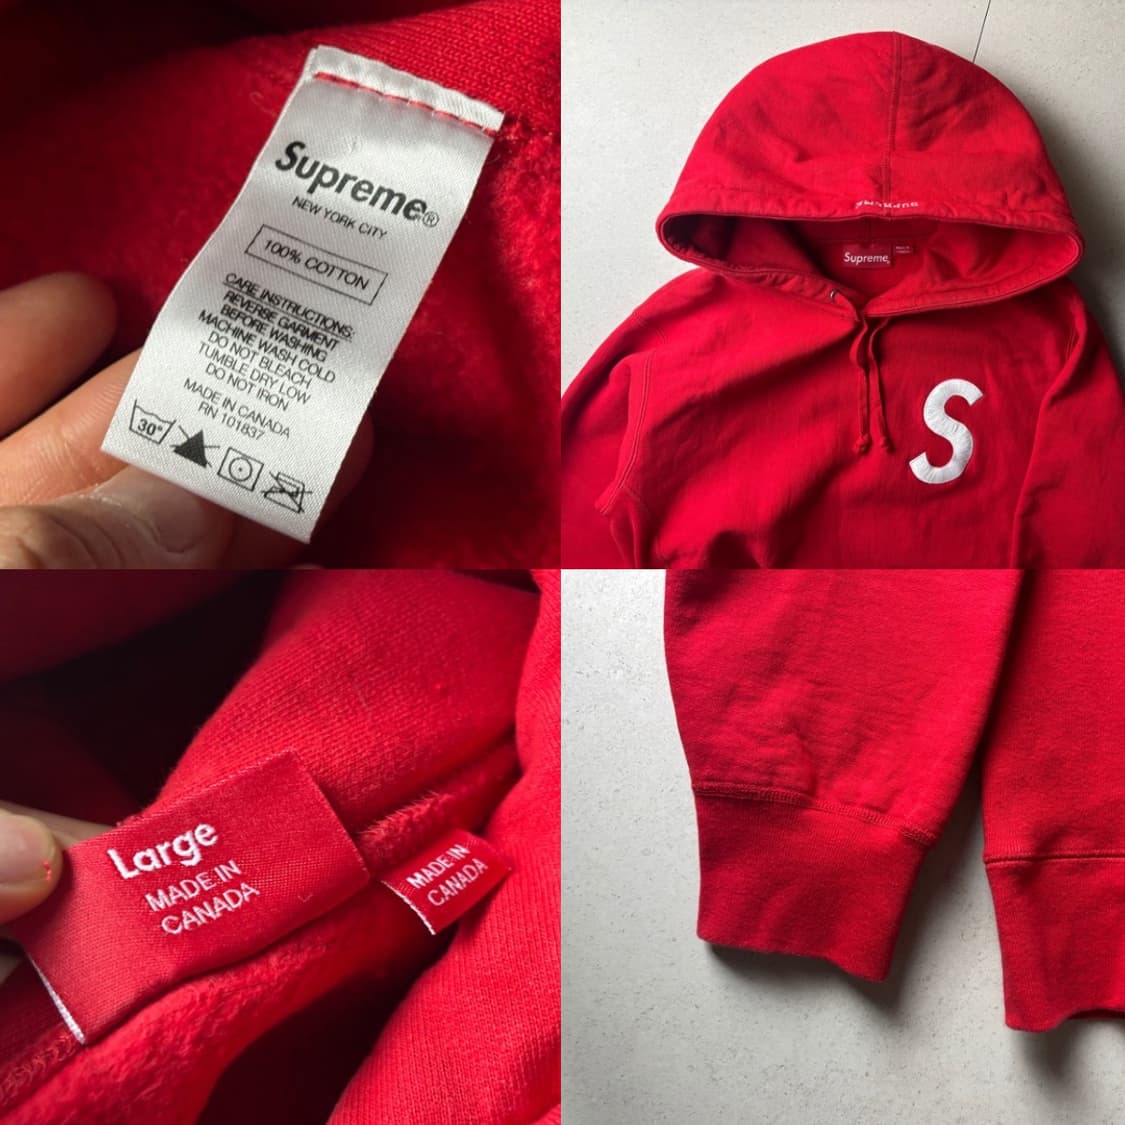 Supreme®
NEW YORK CITY
100% COTTON
CARE INSTRUCTIONS:
REVERSE GARMENT
BEFORE WASHING
MACHINE WASH COLD
DO NOT BLEACH
TUMBLE DRY LOW
DO NOT IRON
MADE IN CANADA
RN 101837
30°
SUPREME
Supreme
S
Large
MADE IN
CANADA
MADE IN
CANADA